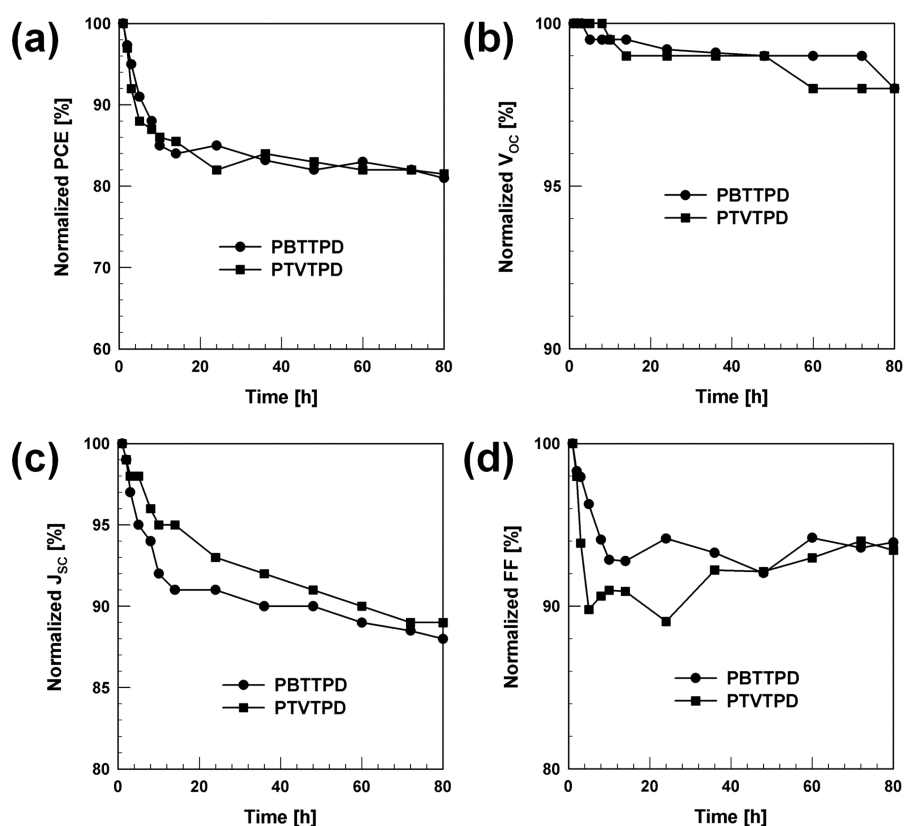 (a)
Normalized PCE [%]
100
90
80
70
60
PBTTPD
PTVTPD
0 20 40 60 80
Time [h]
(b)
Normalized VOC [%]
100
95
90
PBTTPD
PTVTPD
0 20 40 60 80
Time [h]
(c)
Normalized JSC [%]
100
95
90
85
80
PBTTPD
PTVTPD
0 20 40 60 80
Time [h]
(d)
Normalized FF [%]
100
90
80
PBTTPD
PTVTPD
0 20 40 60 80
Time [h]